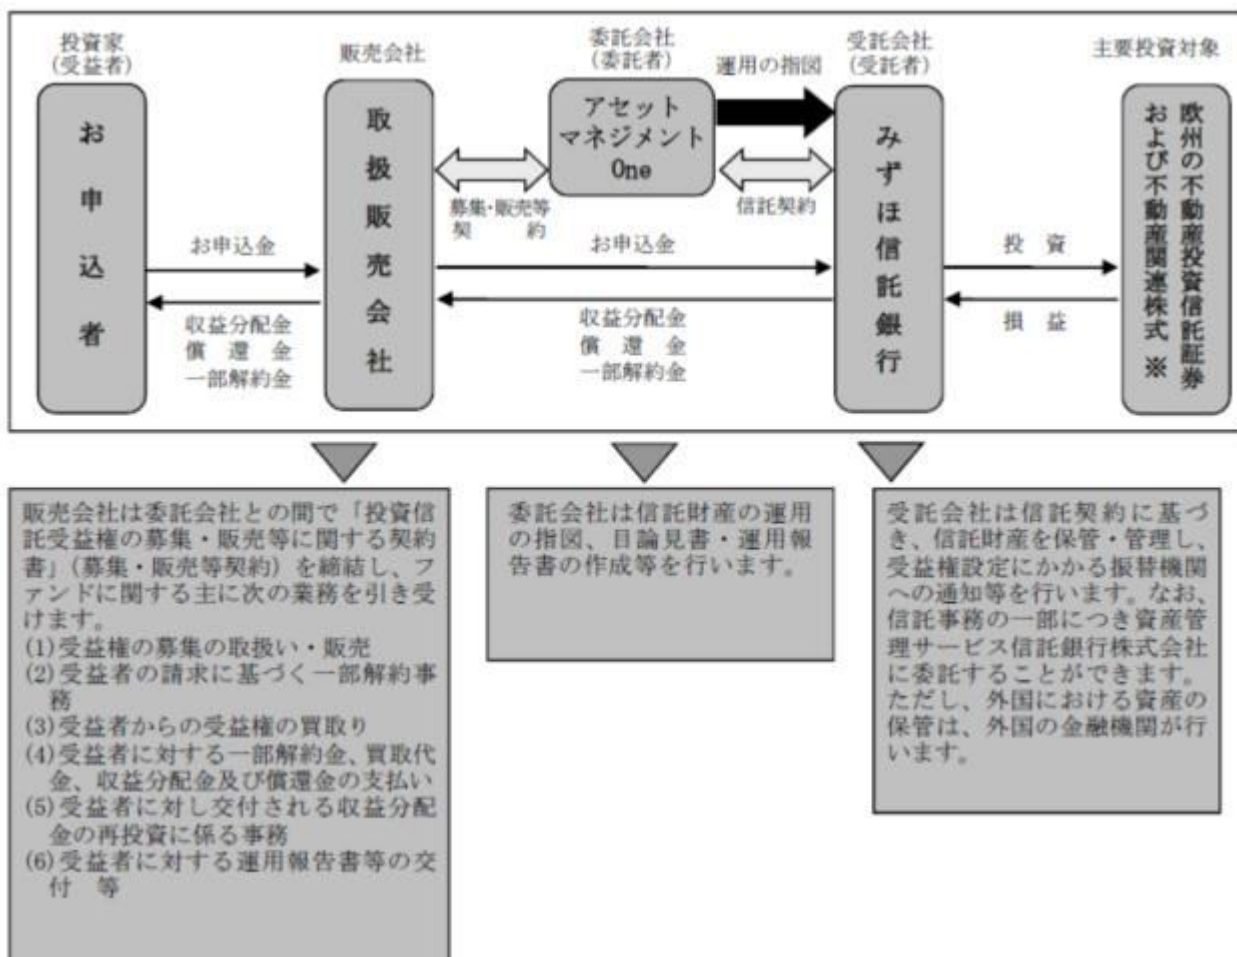 投資家
(受益者)
お申込者
お申込金
収益分配金
償 還 金
一部解約金
販売会社
取扱販売会社
募集・販売等
契 約
委託会社
(委託者)
アセット
マネジメント
One
運用の指図
信託契約
お申込金
収益分配金
償 還 金
一部解約金
受託会社
(受託者)
みずほ信託銀行
投 資
損 益
主要投資対象
欧州の不動産投資信託証券
および不動産関連株式 ※
販売会社は委託会社との間で「投資信
託受益権の募集・販売等に関する契約
書」(募集・販売等契約)を締結し、フ
ァンドに関する主に次の業務を引き受
けます。
(1)受益権の募集の取扱い・販売
(2)受益者の請求に基づく一部解約事
務
(3)受益者からの受益権の買取り
(4)受益者に対する一部解約金、買取代
金、収益分配金及び償還金の支払い
(5)受益者に対し交付される収益分配
金の再投資に係る事務
(6)受益者に対する運用報告書等の交
付 等
委託会社は信託財産の運用
の指図、目論見書・運用報
告書の作成等を行います。
受託会社は信託契約に基づ
き、信託財産を保管・管理し、
受益権設定にかかる振替機関
への通知等を行います。なお、
信託事務の一部につき資産管
理サービス信託銀行株式会社
に委託することができます。
ただし、外国における資産の
保管は、外国の金融機関が行
います。